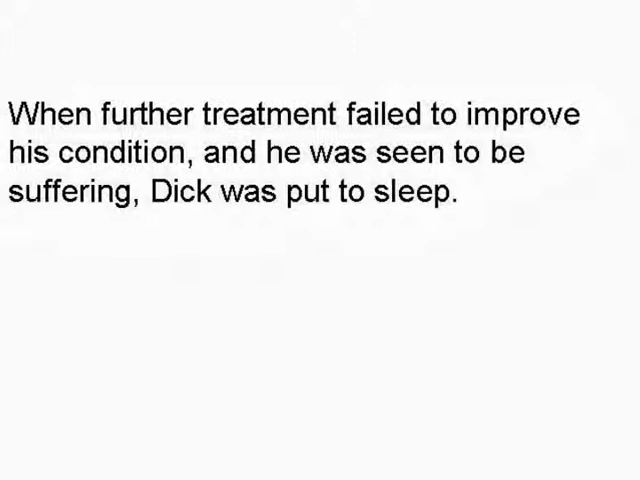 When further treatment failed to improve
his condition, and he was seen to be
suffering, Dick was put to sleep.